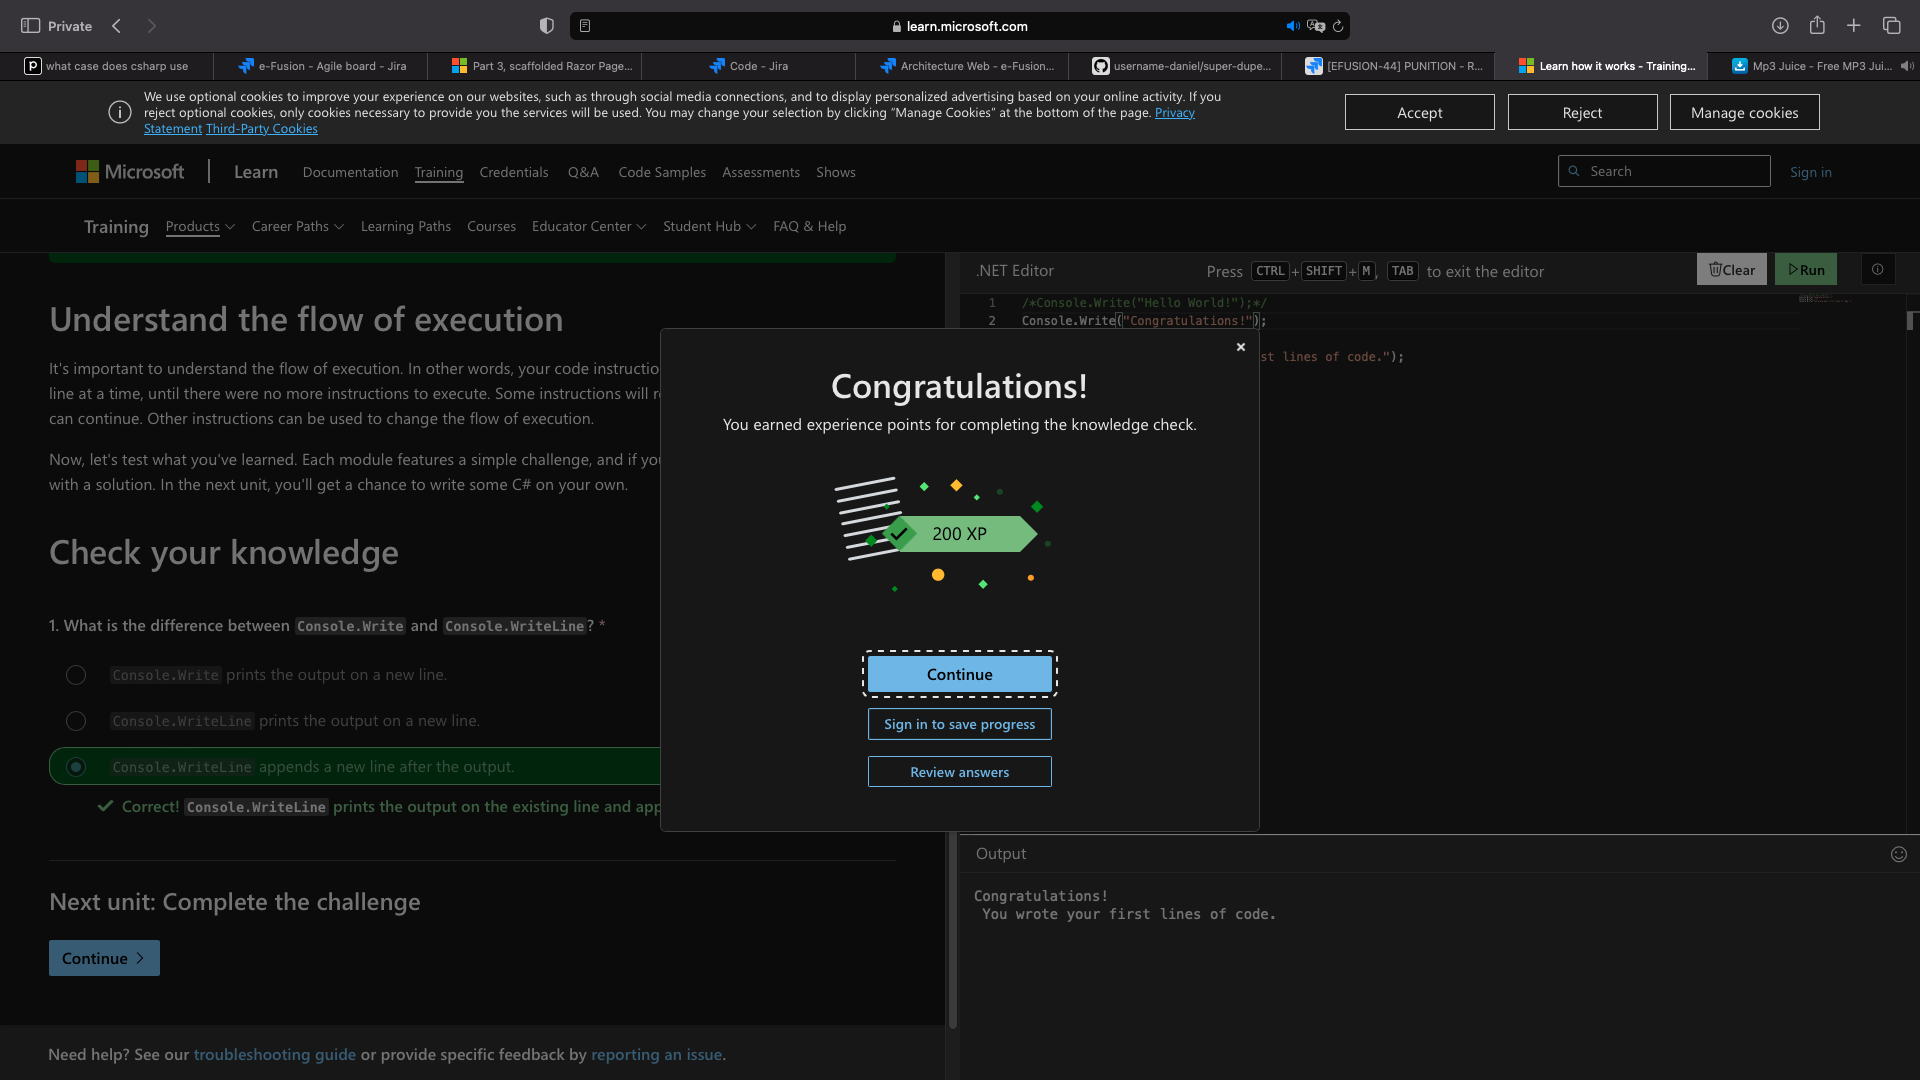 Private
learn.microsoft.com
what case does csharp use
e-Fusion - Agile board - Jira
Part 3, scaffolded Razor Page...
Code - Jira
Architecture Web - e-Fusion...
username-daniel/super-dupe...
[EFUSION-44] PUNITION - R...
Learn how it works - Training...
Mp3 Juice - Free MP3 Jui...
We use optional cookies to improve your experience on our websites, such as through social media connections, and to display personalized advertising based on your online activity. If you
reject optional cookies, only cookies necessary to provide you the services will be used. You may change your selection by clicking “Manage Cookies” at the bottom of the page. Privacy
Statement Third-Party Cookies
Accept
Reject
Manage cookies
Microsoft
Learn
Documentation
Training
Credentials
Q&A
Code Samples
Assessments
Shows
Search
Sign in
Training
Products
Career Paths
Learning Paths
Courses
Educator Center
Student Hub
FAQ & Help
.NET Editor
Press CTRL+SHIFT+M, TAB to exit the editor
Clear
Run
1 /*Console.Write("Hello World!");*/
2 Console.Write("Congratulations!");
st lines of code.");
Understand the flow of execution
It's important to understand the flow of execution. In other words, your code instructio
line at a time, until there were no more instructions to execute. Some instructions will r
can continue. Other instructions can be used to change the flow of execution.
Now, let's test what you've learned. Each module features a simple challenge, and if you
with a solution. In the next unit, you'll get a chance to write some C# on your own.
Check your knowledge
1. What is the difference between Console.Write and Console.WriteLine? *
Console.Write prints the output on a new line.
Console.WriteLine prints the output on a new line.
Console.WriteLine appends a new line after the output.
Correct! Console.WriteLine prints the output on the existing line and app
Next unit: Complete the challenge
Continue
Need help? See our troubleshooting guide or provide specific feedback by reporting an issue.
Congratulations!
You earned experience points for completing the knowledge check.
200 XP
Continue
Sign in to save progress
Review answers
Output
Congratulations!
You wrote your first lines of code.